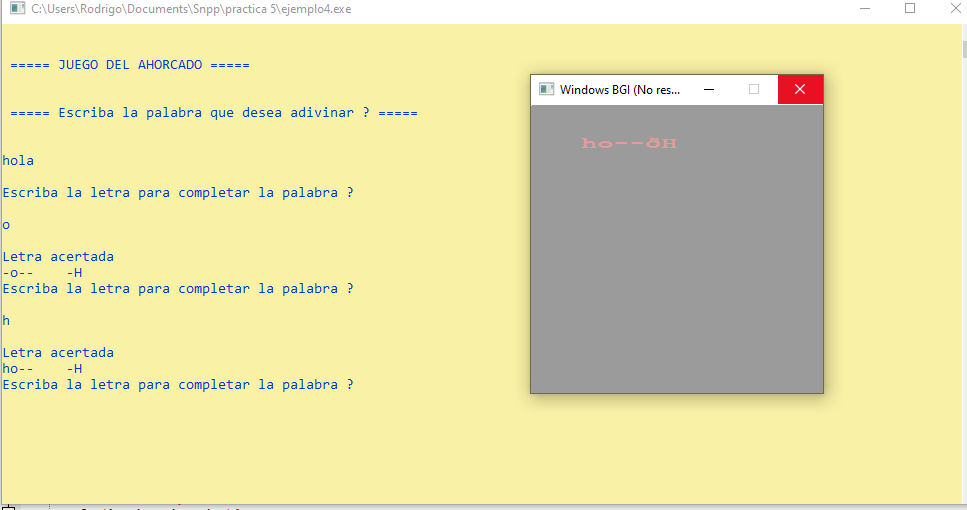 C:\Users\Rodrigo\Documents\Snpp\practica 5\ejemplo4.exe
===== JUEGO DEL AHORCADO =====
===== Escriba la palabra que desea adivinar ? =====
hola
Escriba la letra para completar la palabra ?
o
Letra acertada
-o--    -H
Escriba la letra para completar la palabra ?
h
Letra acertada
ho--    -H
Escriba la letra para completar la palabra ?
Windows BGI (No res...
ho--ðH